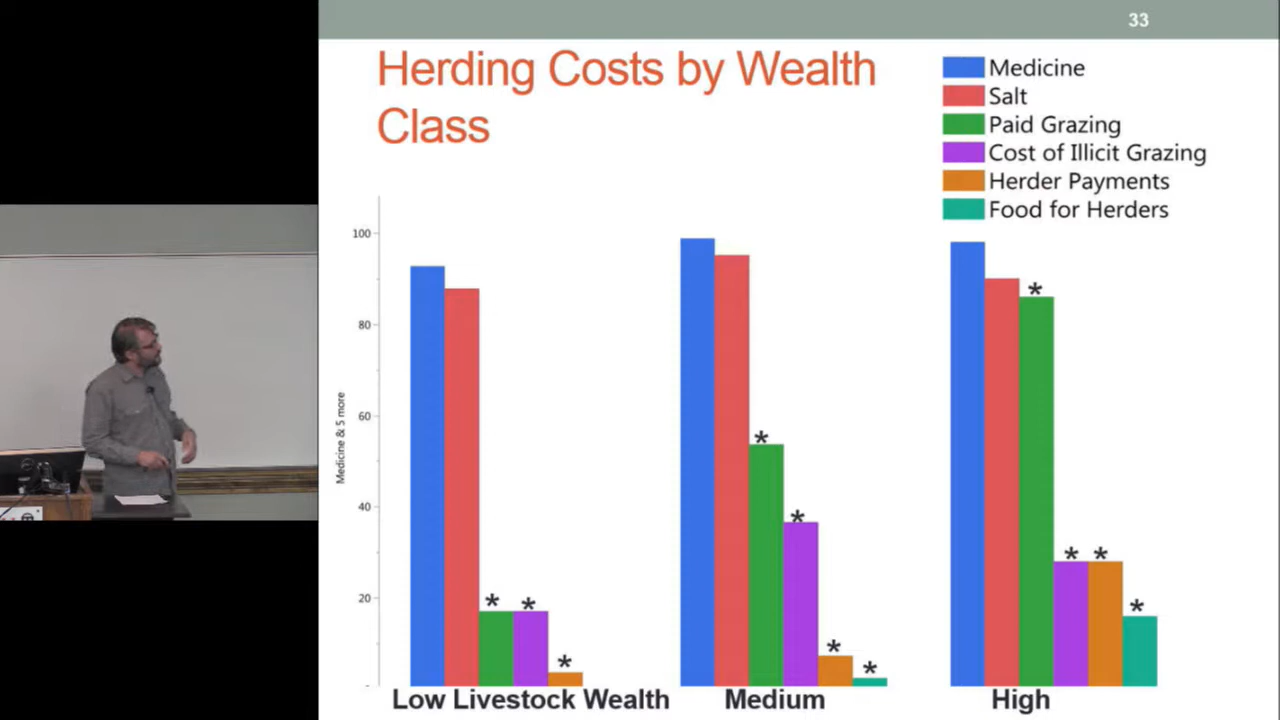 33
Herding Costs by Wealth
Class
Medicine
Salt
Paid Grazing
Cost of Illicit Grazing
Herder Payments
Food for Herders
Medicine & 5 more
100
80
60
40
20
-
* * *
* * * *
* * * *
Low Livestock Wealth
Medium
High